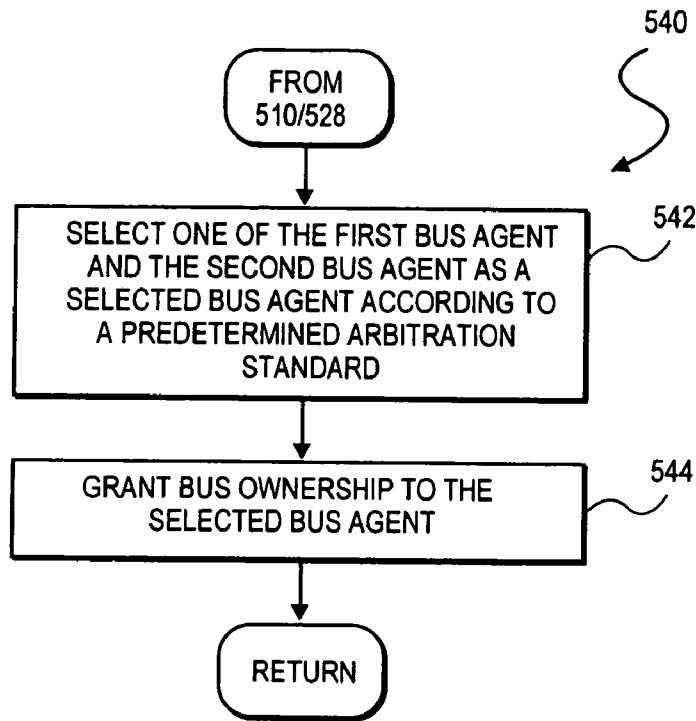 540
FROM
510/528
SELECT ONE OF THE FIRST BUS AGENT
AND THE SECOND BUS AGENT AS A
SELECTED BUS AGENT ACCORDING TO
A PREDETERMINED ARBITRATION
STANDARD
542
GRANT BUS OWNERSHIP TO THE
SELECTED BUS AGENT
544
RETURN